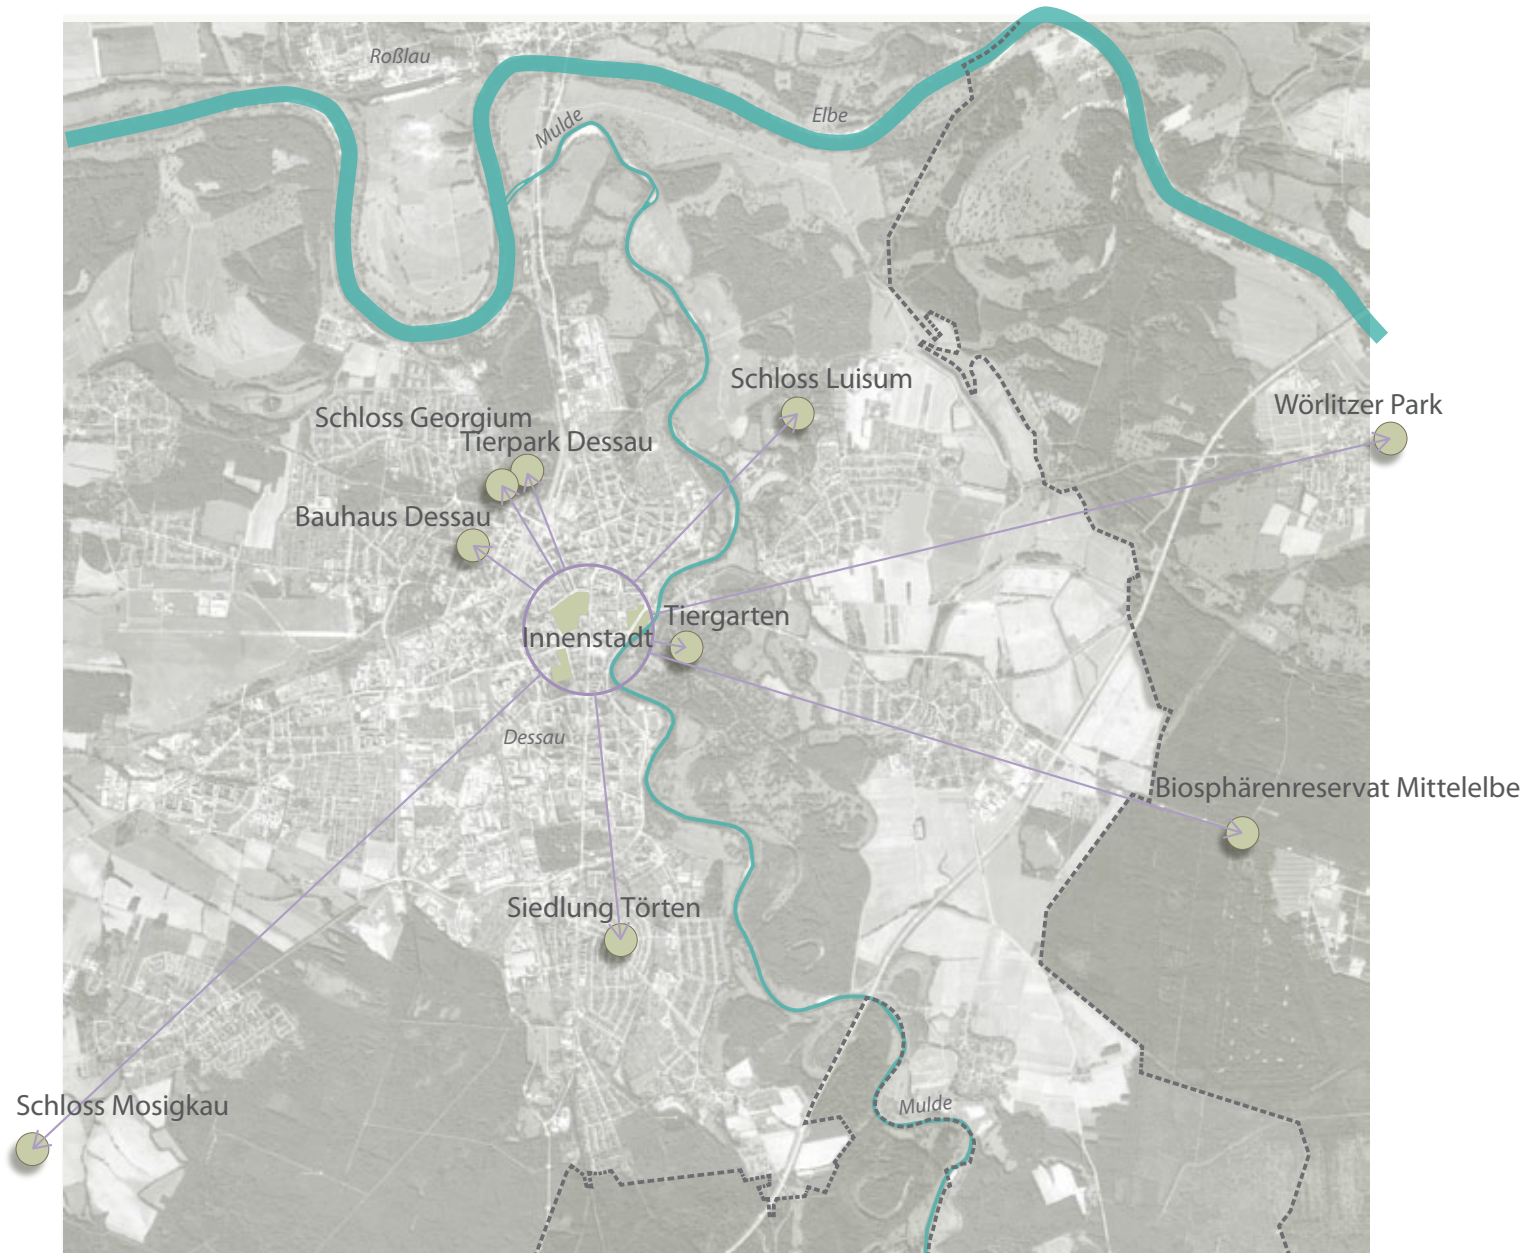 Roßlau
Mulde
Elbe
Schloss Luisum
Wörlitzer Park
Schloss Georgium
Tierpark Dessau
Bauhaus Dessau
Tiergarten
Innenstadt
Dessau
Biosphärenreservat Mittelelbe
Siedlung Törten
Schloss Mosigkau
Mulde